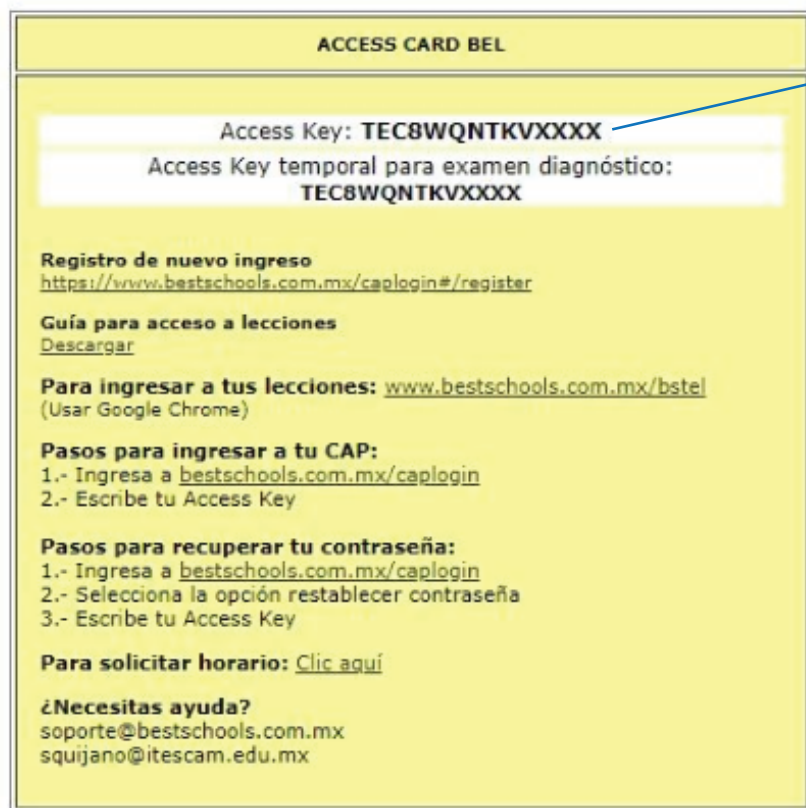 ACCESS CARD BEL
Access Key: TEC8WQNTKVXXXX
Access Key temporal para examen diagnóstico:
TEC8WQNTKVXXXX
Registro de nuevo ingreso
https://www.bestschools.com.mx/caplogin#/register
Guía para acceso a lecciones
Descargar
Para ingresar a tus lecciones: www.bestschools.com.mx/bstel
(Usar Google Chrome)
Pasos para ingresar a tu CAP:
1.- Ingresa a bestschools.com.mx/caplogin
2.- Escribe tu Access Key
Pasos para recuperar tu contraseña:
1.- Ingresa a bestschools.com.mx/caplogin
2.- Selecciona la opción restablecer contraseña
3.- Escribe tu Access Key
Para solicitar horario: Clic aquí
¿Necesitas ayuda?
soporte@bestschools.com.mx
squijano@itescam.edu.mx